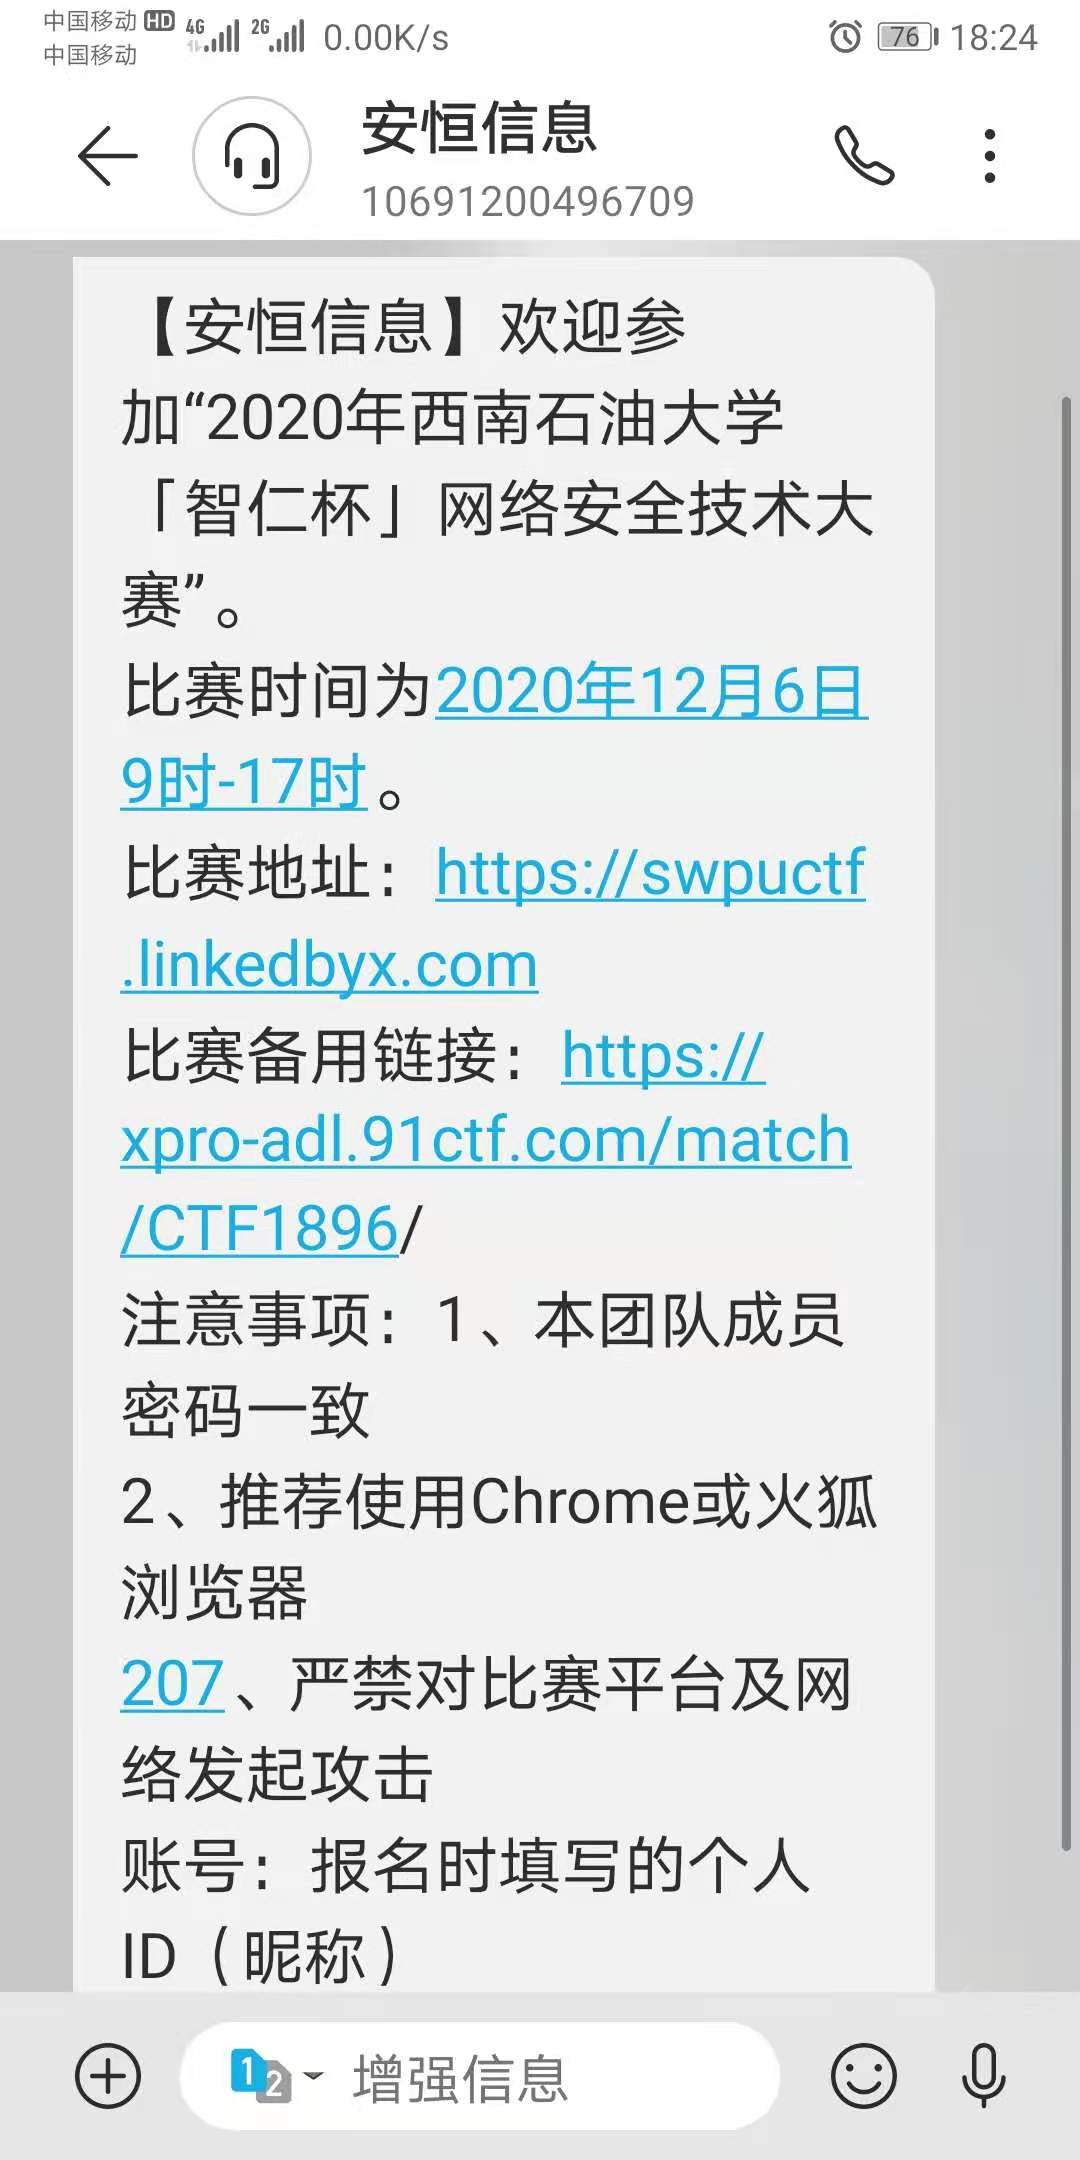 中国移动 HD 4G 2G 0.00K/s 76 18:24
中国移动
安恒信息
10691200496709
【安恒信息】欢迎参
加“2020年西南石油大学
「智仁杯」网络安全技术大
赛”。
比赛时间为2020年12月6日
9时-17时。
比赛地址：https://swpuctf
.linkedbyx.com
比赛备用链接：https://
xpro-adl.91ctf.com/match
/CTF1896/
注意事项：1、本团队成员
密码一致
2、推荐使用Chrome或火狐
浏览器
207、严禁对比赛平台及网
络发起攻击
账号：报名时填写的个人
ID（昵称）
1 2 增强信息